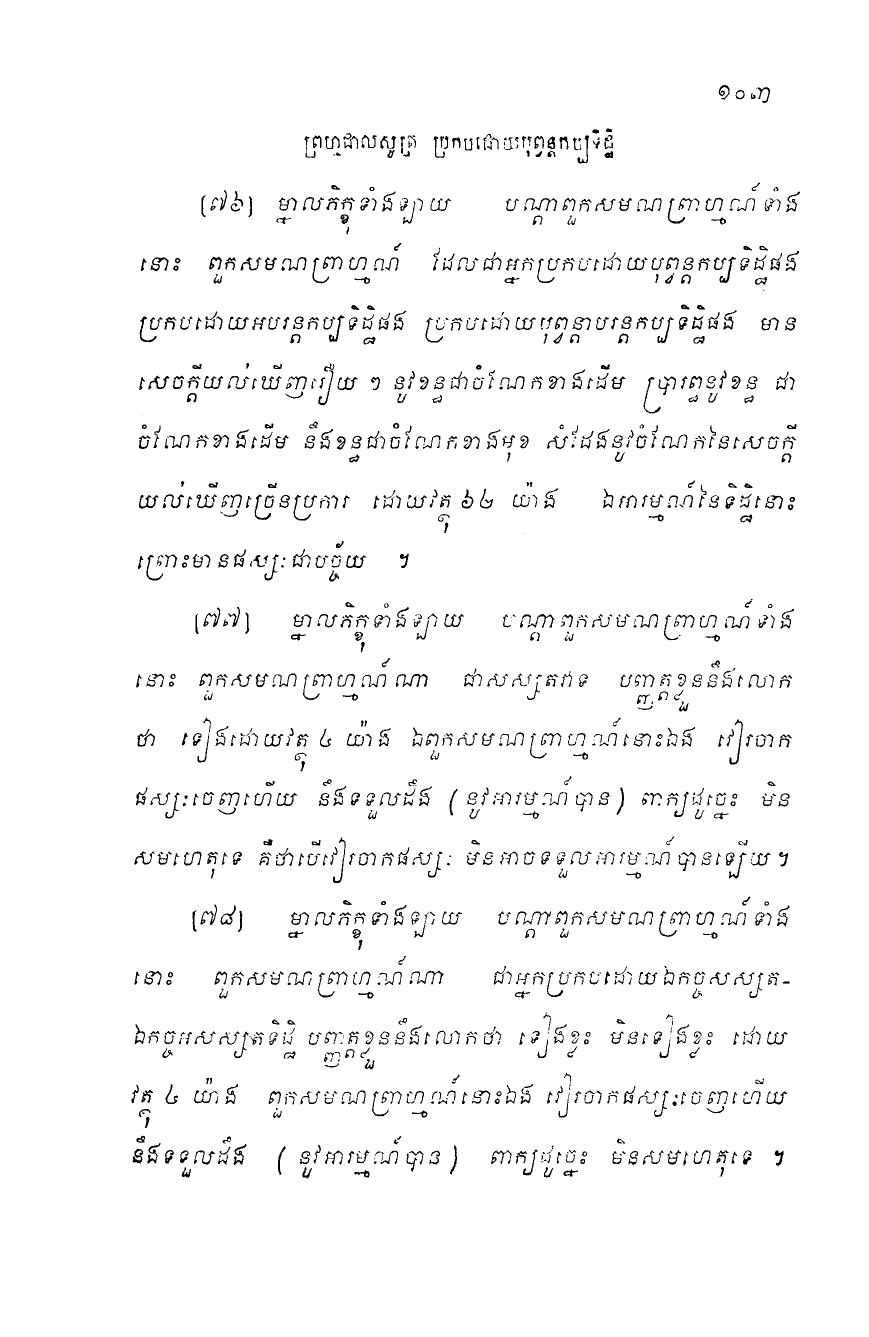 ១០៣
ព្រហ្មជាលសូត្រ ប្រកបដោយបុព្វន្តកប្បទិដ្ឋិ
[៧៦] ម្នាលភិក្ខុទាំងឡាយ បណ្តាពួកសមណព្រាហ្មណ៍ទាំង
នោះ ពួកសមណព្រាហ្មណ៍ ដែលជាអ្នកប្រកបដោយបុព្វន្តកប្បទិដ្ឋិផង
ប្រកបដោយអបរន្តកប្បទិដ្ឋិផង ប្រកបដោយបុព្វន្តាបរន្តកប្បទិដ្ឋិផង មាន
សេចក្តីយល់ឃើញរឿយ ៗ នូវខន្ធជាចំណែកខាងដើម ប្រារព្ធនូវខន្ធ ជា
ចំណែកខាងដើម នឹងខន្ធជាចំណែកខាងមុខ សំដែងនូវចំណែកនៃសេចក្តី
យល់ឃើញច្រើនប្រការ ដោយវត្ថុ ៦២ យ៉ាង ឯអារម្មណ៍នៃទិដ្ឋិនោះ
ព្រោះមានផស្សៈជាបច្ច័យ ។
[៧៧] ម្នាលភិក្ខុទាំងឡាយ បណ្តាពួកសមណព្រាហ្មណ៍ទាំង
នោះ ពួកសមណព្រាហ្មណ៍ណា ជាសស្សតវាទ បញ្ញត្តខ្លួននឹងលោក
ថា ទៀងដោយវត្ថុ ៤ យ៉ាង ឯពួកសមណព្រាហ្មណ៍នោះឯង វៀរចាក
ផស្សៈចេញហើយ នឹងទទួលដឹង (នូវអារម្មណ៍បាន) ពាក្យដូច្នេះ មិន
សមហេតុទេ គឺថាបើវៀរចាកផស្សៈ មិនអាចទទួលអារម្មណ៍បានឡើយ។
[៧៨] ម្នាលភិក្ខុទាំងឡាយ បណ្តាពួកសមណព្រាហ្មណ៍ទាំង
នោះ ពួកសមណព្រាហ្មណ៍ណា ជាអ្នកប្រកបដោយឯកច្ចសស្សត-
ឯកច្ចអសស្សតទិដ្ឋិ បញ្ញត្តខ្លួននឹងលោកថា ទៀងខ្លះ មិនទៀងខ្លះ ដោយ
វត្ថុ ៤ យ៉ាង ពួកសមណព្រាហ្មណ៍នោះឯង វៀរចាកផស្សៈចេញហើយ
នឹងទទួលដឹង (នូវអារម្មណ៍បាន) ពាក្យដូច្នេះ មិនសមហេតុទេ ។